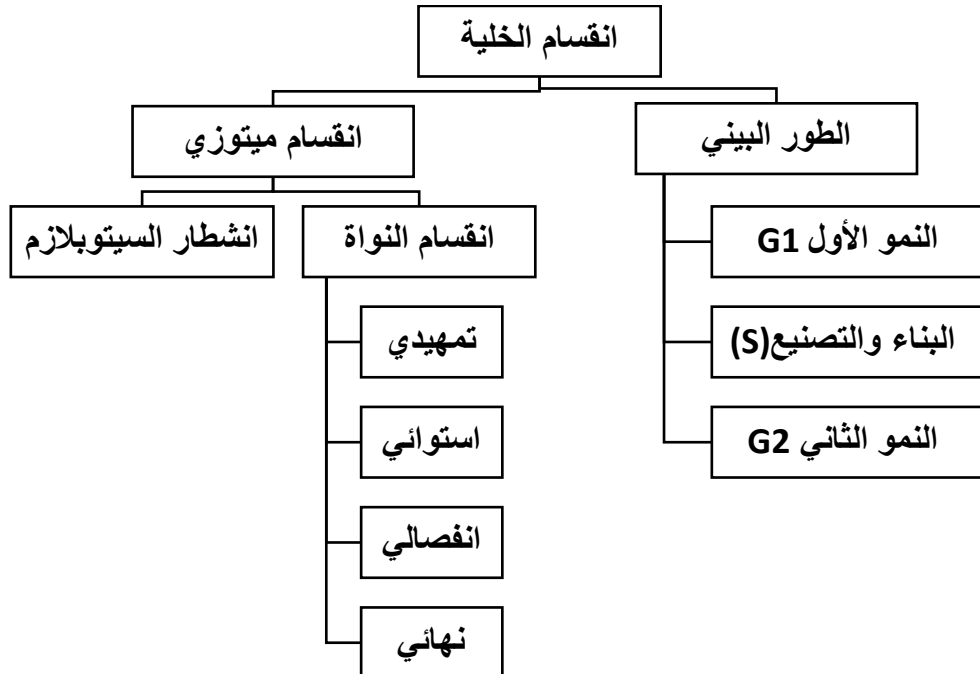 انقسام الخلية
الطور البيني
انقسام ميتوزي
النمو الأول G1
البناء والتصنيع(S)
النمو الثاني G2
انقسام النواة
انشطار السيتوبلازم
تمهيدي
استوائي
انفصالي
نهائي